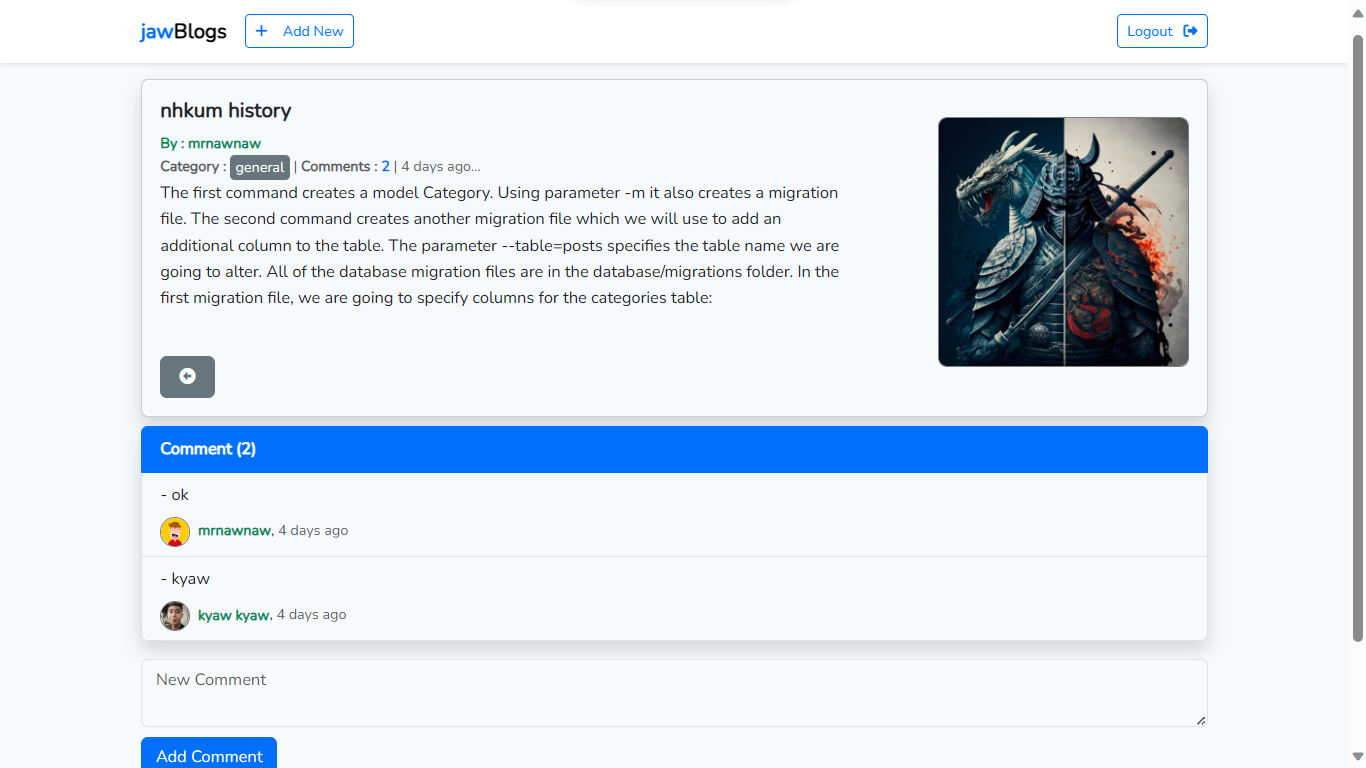 jawBlogs + Add New Logout
nhkum history
By : mrnawnaw
Category : general | Comments : 2 | 4 days ago...
The first command creates a model Category. Using parameter -m it also creates a migration
file. The second command creates another migration file which we will use to add an
additional column to the table. The parameter --table=posts specifies the table name we are
going to alter. All of the database migration files are in the database/migrations folder. In the
first migration file, we are going to specify columns for the categories table:
Comment (2)
- ok
mrnawnaw, 4 days ago
- kyaw
kyaw kyaw, 4 days ago
New Comment
Add Comment